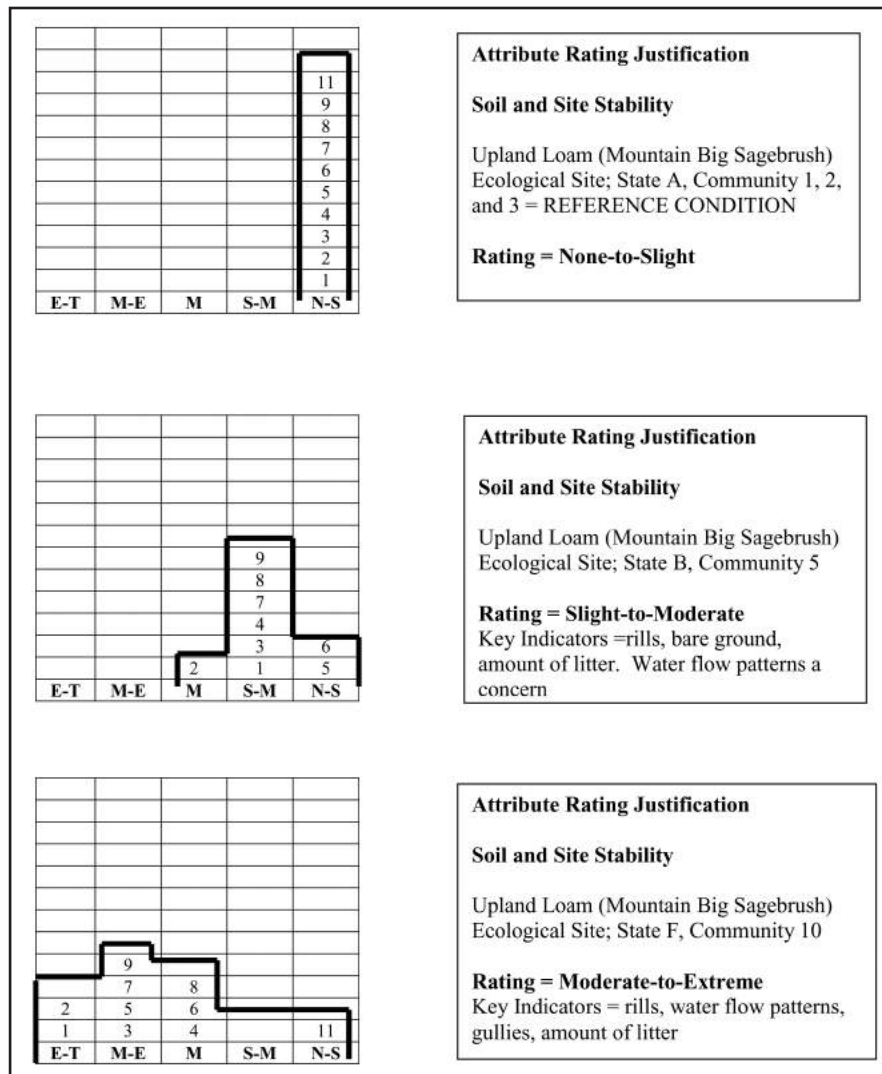 11
9
8
7
6
5
4
3
2
1
E-T M-E M S-M N-S
Attribute Rating Justification
Soil and Site Stability
Upland Loam (Mountain Big Sagebrush)
Ecological Site; State A, Community 1, 2,
and 3 = REFERENCE CONDITION
Rating = None-to-Slight
9
8
7
4
3 6
2 1 5
E-T M-E M S-M N-S
Attribute Rating Justification
Soil and Site Stability
Upland Loam (Mountain Big Sagebrush)
Ecological Site; State B, Community 5
Rating = Slight-to-Moderate
Key Indicators =rills, bare ground,
amount of litter. Water flow patterns a
concern
9
7 8
2 5 6
1 3 4 11
E-T M-E M S-M N-S
Attribute Rating Justification
Soil and Site Stability
Upland Loam (Mountain Big Sagebrush)
Ecological Site; State F, Community 10
Rating = Moderate-to-Extreme
Key Indicators = rills, water flow patterns,
gullies, amount of litter